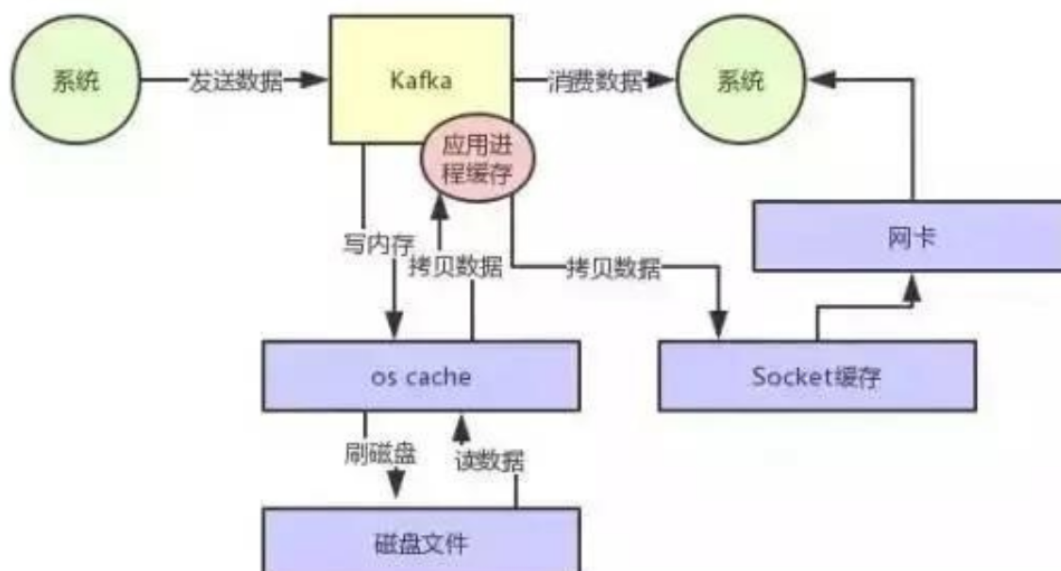 系统
发送数据
Kafka
消费数据
系统
应用进
程缓存
网卡
写内存
拷贝数据
拷贝数据
os cache
Socket缓存
刷磁盘
读数据
磁盘文件